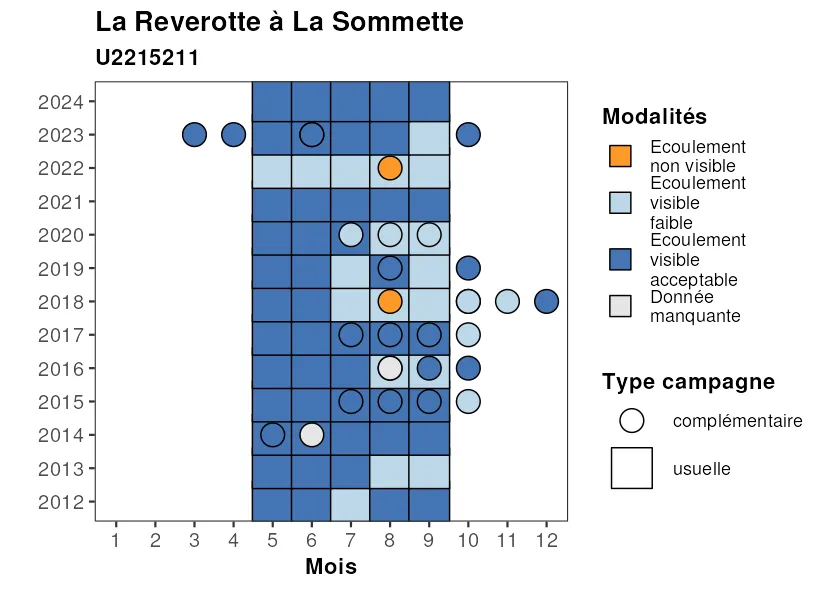 La Reverotte à La Sommette
U2215211
2024
2023
2022
2021
2020
2019
2018
2017
2016
2015
2014
2013
2012
1 2 3 4 5 6 7 8 9 10 11 12
Mois
Modalités
Ecoulement
non visible
Ecoulement
visible
faible
Ecoulement
visible
acceptable
Donnée
manquante
Type campagne
complémentaire
usuelle